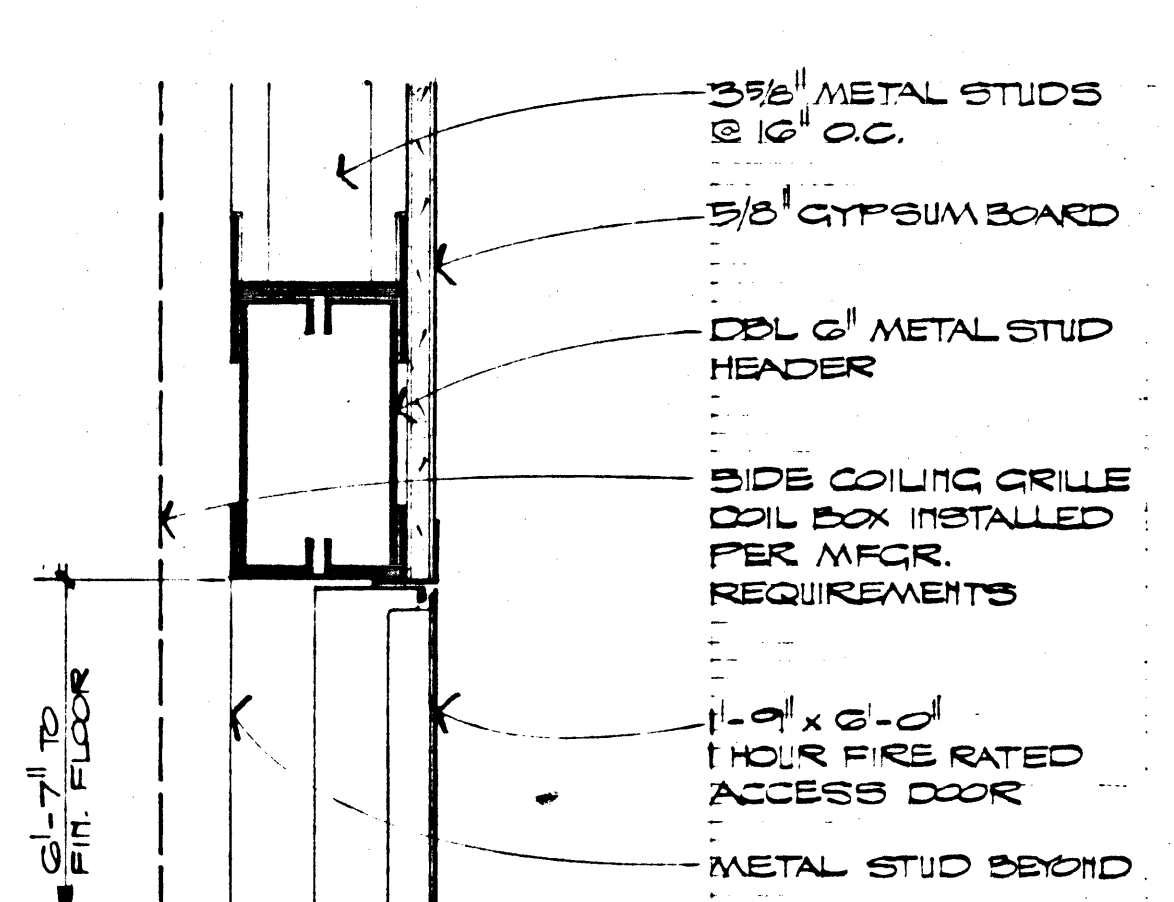 3 5/8" METAL STUDS
@ 16" O.C.
5/8" GYPSUM BOARD
DBL 6" METAL STUD
HEADER
SIDE COILING GRILLE
COIL BOX INSTALLED
PER MFGR.
REQUIREMENTS
1'-9" x 6'-0"
1 HOUR FIRE RATED
ACCESS DOOR
METAL STUD BEYOND
6'-7" TO
FIN. FLOOR